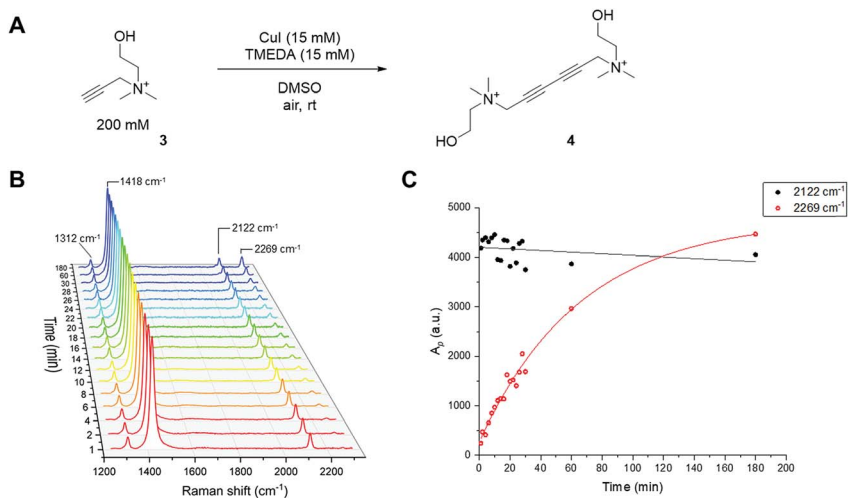 A
OH
N+
200 mM
3
CuI (15 mM)
TMEDA (15 mM)
DMSO
air, rt
OH
N+
N+
HO
4
B
1418 cm-1
1312 cm-1
2122 cm-1
2269 cm-1
Time (min)
180
60
30
28
26
24
22
20
18
16
14
12
10
8
6
4
2
1
1200 1400 1600 1800 2000 2200
Raman shift (cm-1)
C
2122 cm-1
2269 cm-1
Ap (a.u.)
5000
4000
3000
2000
1000
0
0 20 40 60 80 100 120 140 160 180 200
Time (min)